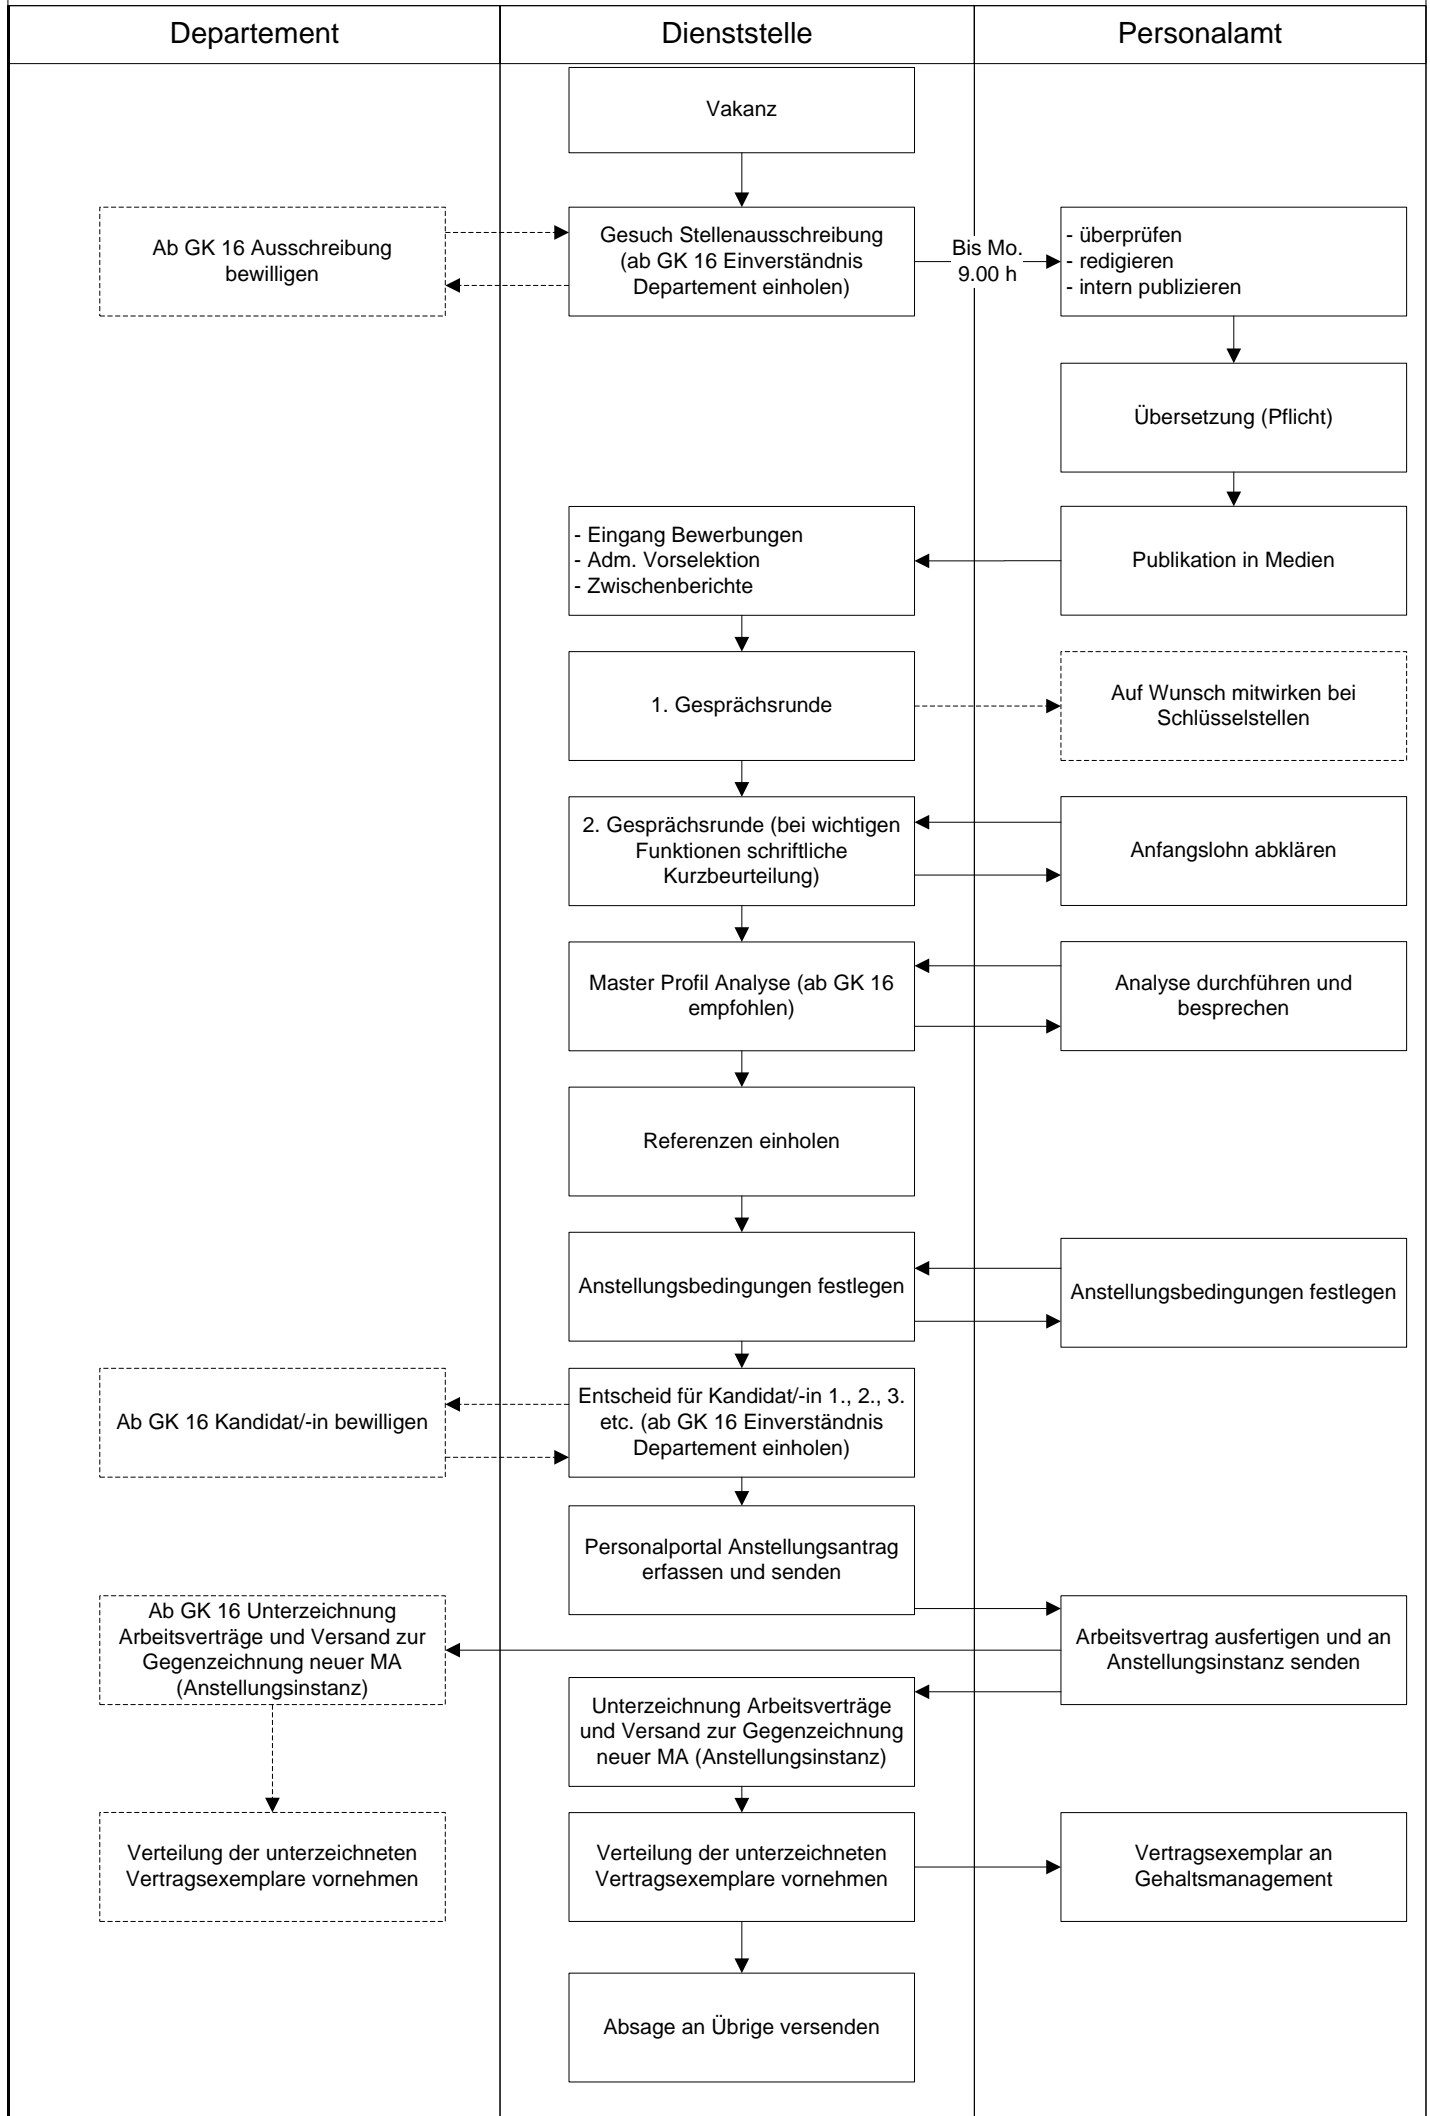 Departement
Dienststelle
Personalamt
Vakanz
Ab GK 16 Ausschreibung
bewilligen
Gesuch Stellenausschreibung
(ab GK 16 Einverständnis
Departement einholen)
Bis Mo.
9.00 h
- überprüfen
- redigieren
- intern publizieren
Übersetzung (Pflicht)
- Eingang Bewerbungen
- Adm. Vorselektion
- Zwischenberichte
Publikation in Medien
1. Gesprächsrunde
Auf Wunsch mitwirken bei
Schlüsselstellen
2. Gesprächsrunde (bei wichtigen
Funktionen schriftliche
Kurzbeurteilung)
Anfangslohn abklären
Master Profil Analyse (ab GK 16
empfohlen)
Analyse durchführen und
besprechen
Referenzen einholen
Anstellungsbedingungen festlegen
Anstellungsbedingungen festlegen
Ab GK 16 Kandidat/-in bewilligen
Entscheid für Kandidat/-in 1., 2., 3.
etc. (ab GK 16 Einverständnis
Departement einholen)
Personalportal Anstellungsantrag
erfassen und senden
Ab GK 16 Unterzeichnung
Arbeitsverträge und Versand zur
Gegenzeichnung neuer MA
(Anstellungsinstanz)
Arbeitsvertrag ausfertigen und an
Anstellungsinstanz senden
Unterzeichnung Arbeitsverträge
und Versand zur Gegenzeichnung
neuer MA (Anstellungsinstanz)
Verteilung der unterzeichneten
Vertragsexemplare vornehmen
Verteilung der unterzeichneten
Vertragsexemplare vornehmen
Vertragsexemplar an
Gehaltsmanagement
Absage an Übrige versenden